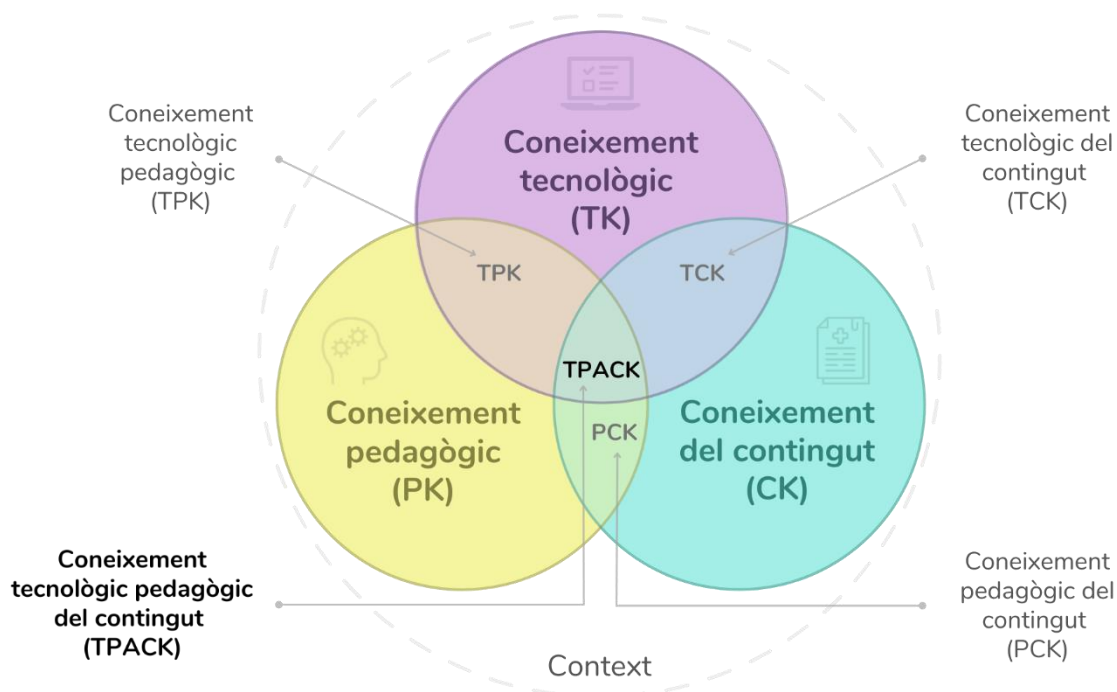 Coneixement
tecnològic
pedagògic
(TPK)
Coneixement
tecnològic
(TK)
Coneixement
tecnològic del
contingut
(TCK)
TPK
TCK
TPACK
PCK
Coneixement
pedagògic
(PK)
Coneixement
del contingut
(CK)
Coneixement
tecnològic pedagògic
del contingut
(TPACK)
Coneixement
pedagògic del
contingut
(PCK)
Context